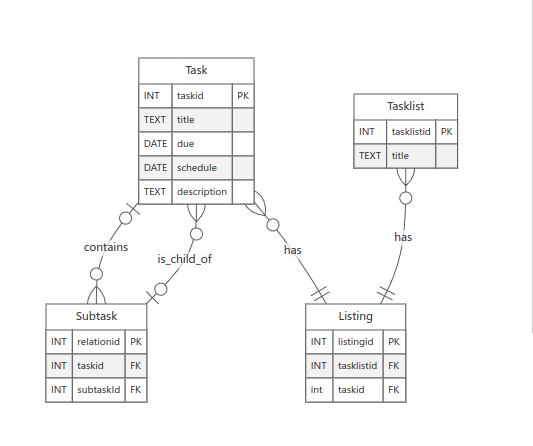 Task
INT taskid PK
TEXT title
DATE due
DATE schedule
TEXT description
Tasklist
INT tasklistid PK
TEXT title
contains
is_child_of
has
has
Subtask
INT relationid PK
INT taskid FK
INT subtaskId FK
Listing
INT listingid PK
INT tasklistid FK
int taskid FK